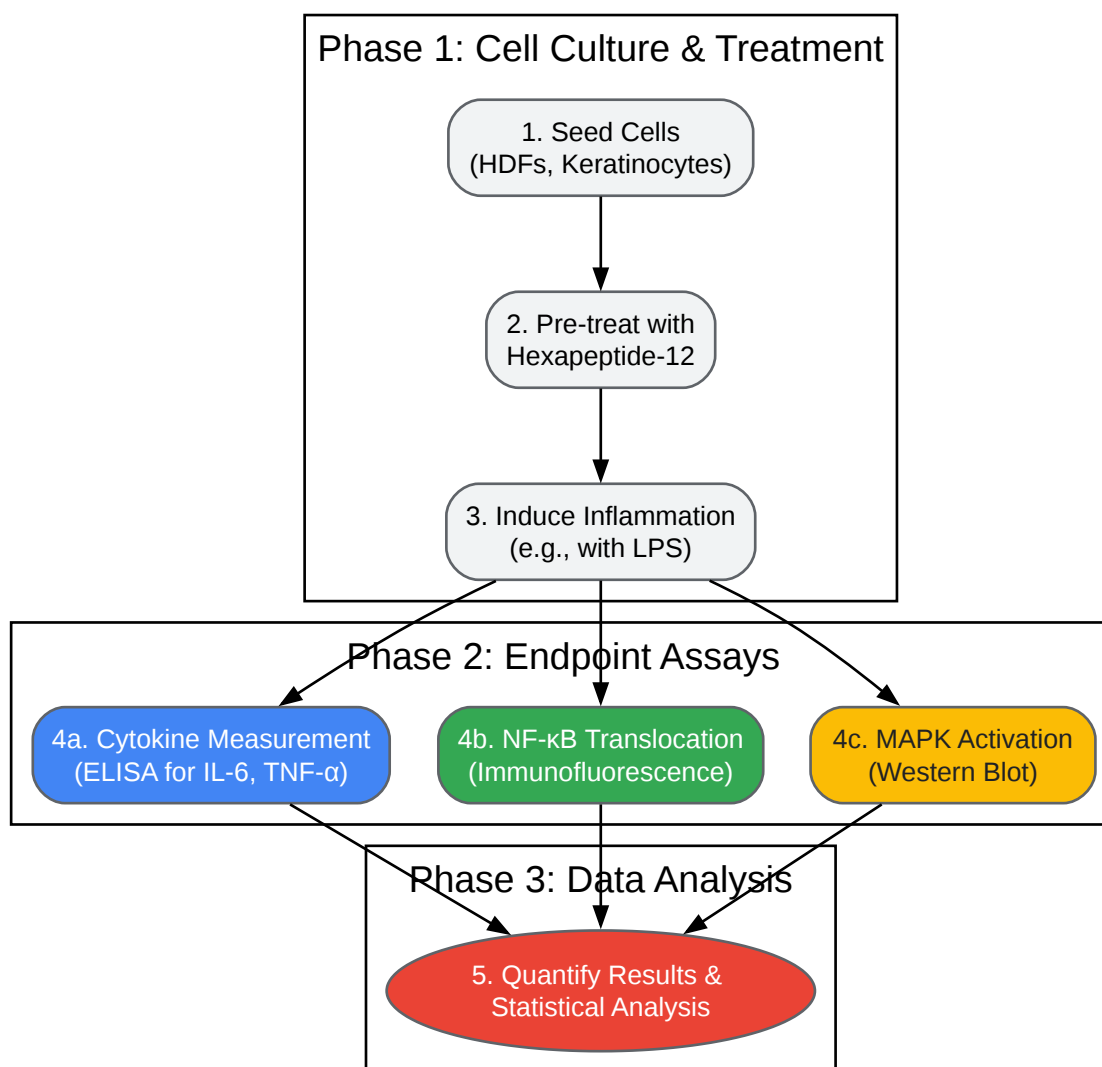 Phase 1: Cell Culture & Treatment
1. Seed Cells
(HDFs, Keratinocytes)
2. Pre-treat with
Hexapeptide-12
3. Induce Inflammation
(e.g., with LPS)
Phase 2: Endpoint Assays
4a. Cytokine Measurement
(ELISA for IL-6, TNF-α)
4b. NF-κB Translocation
(Immunofluorescence)
4c. MAPK Activation
(Western Blot)
Phase 3: Data Analysis
5. Quantify Results &
Statistical Analysis